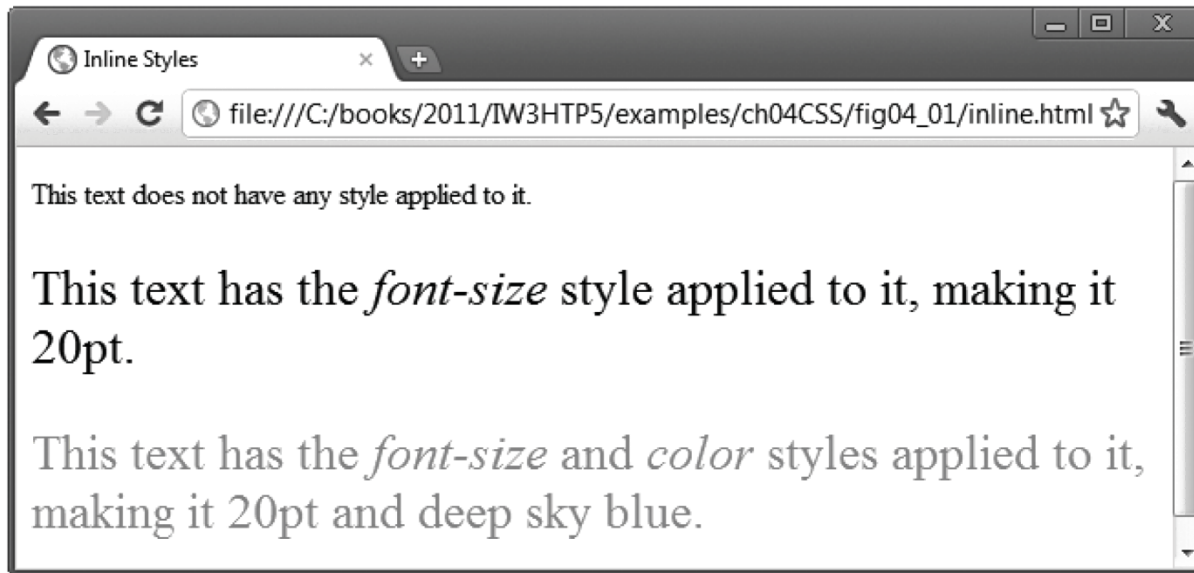 Inline Styles
file:///C:/books/2011/IW3HTP5/examples/ch04CSS/fig04_01/inline.html
This text does not have any style applied to it.
This text has the font-size style applied to it, making it
20pt.
This text has the font-size and color styles applied to it,
making it 20pt and deep sky blue.